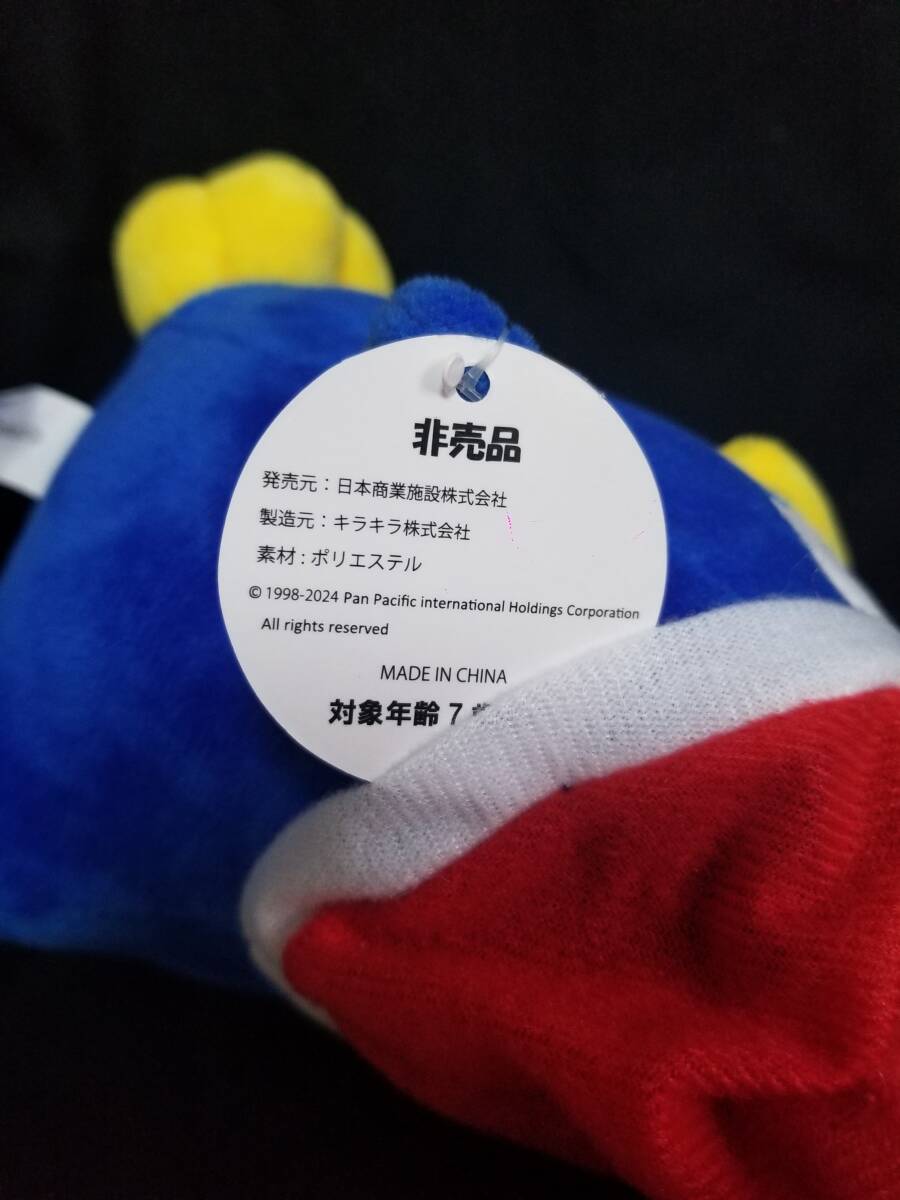 非売品
発売元：日本商業施設株式会社
製造元：キラキラ株式会社
素材：ポリエステル
© 1998-2024 Pan Pacific international Holdings Corporation
All rights reserved
MADE IN CHINA
対象年齢 7